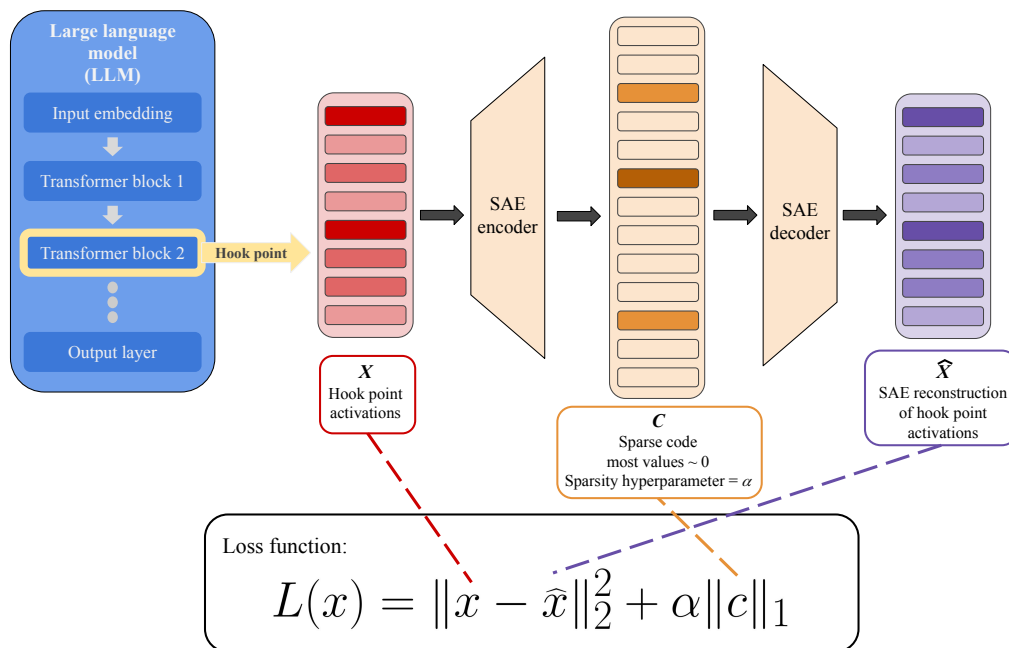 Large language
model
(LLM)
Input embedding
Transformer block 1
Transformer block 2
Output layer
Hook point
SAE
encoder
SAE
decoder
X
Hook point
activations
C
Sparse code
most values ~ 0
Sparsity hyperparameter = α
X̂
SAE reconstruction
of hook point
activations
Loss function:
L(x) = ‖x − x̂‖₂² + α‖c‖₁